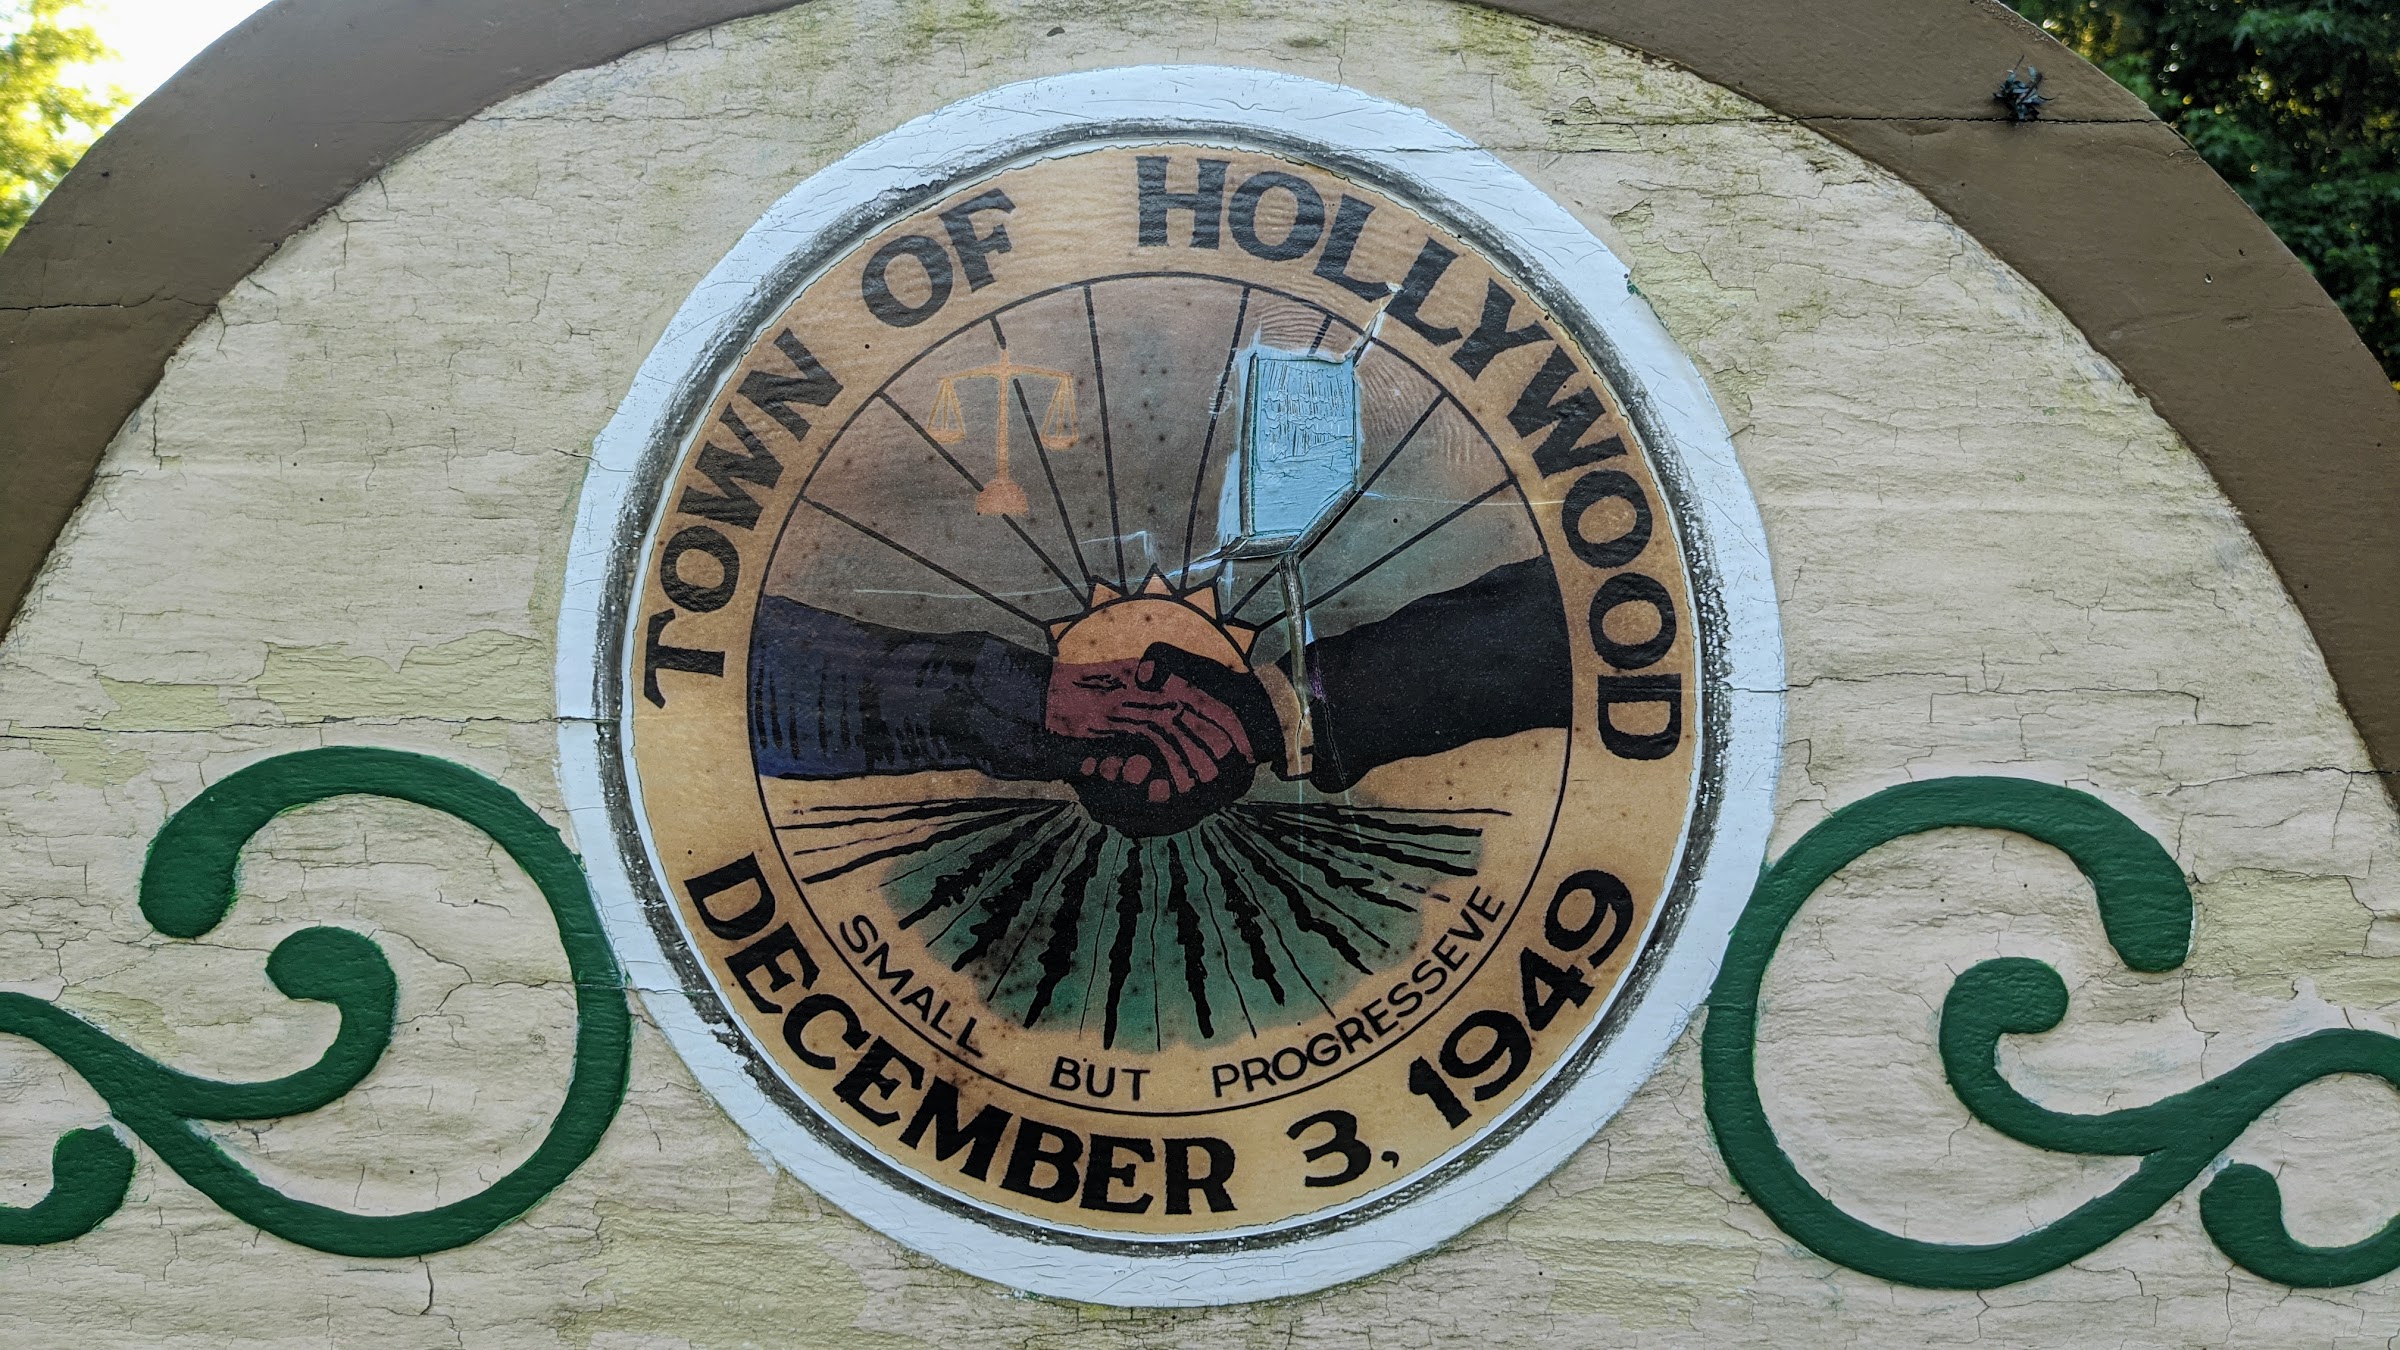 TOWN OF HOLLYWOOD
SMALL BUT PROGRESSEVE
DECEMBER 3, 1949